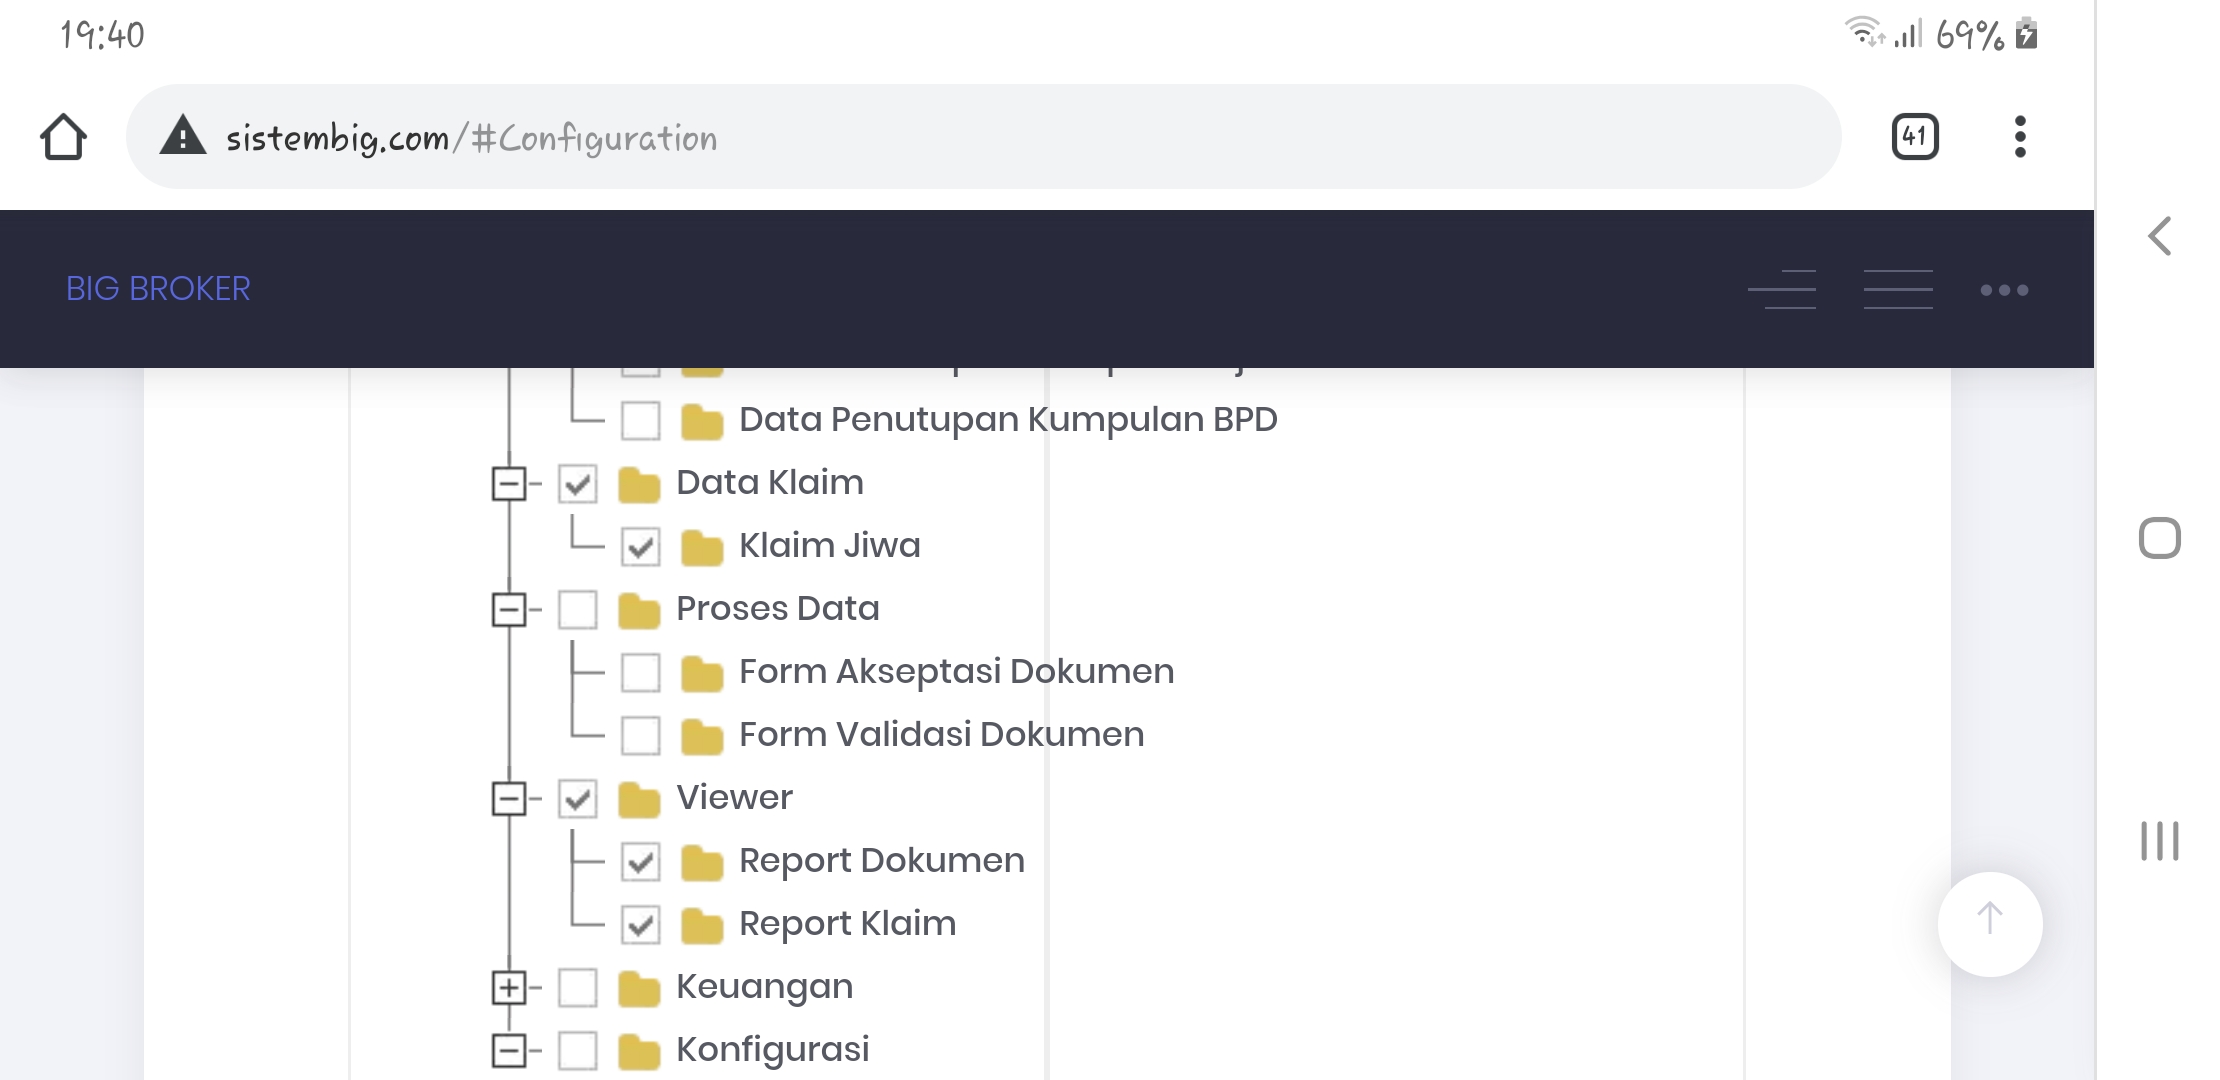 19:40
69%
sistembig.com/#Configuration
41
BIG BROKER
Data Penutupan Kumpulan BPD
Data Klaim
Klaim Jiwa
Proses Data
Form Akseptasi Dokumen
Form Validasi Dokumen
Viewer
Report Dokumen
Report Klaim
Keuangan
Konfigurasi